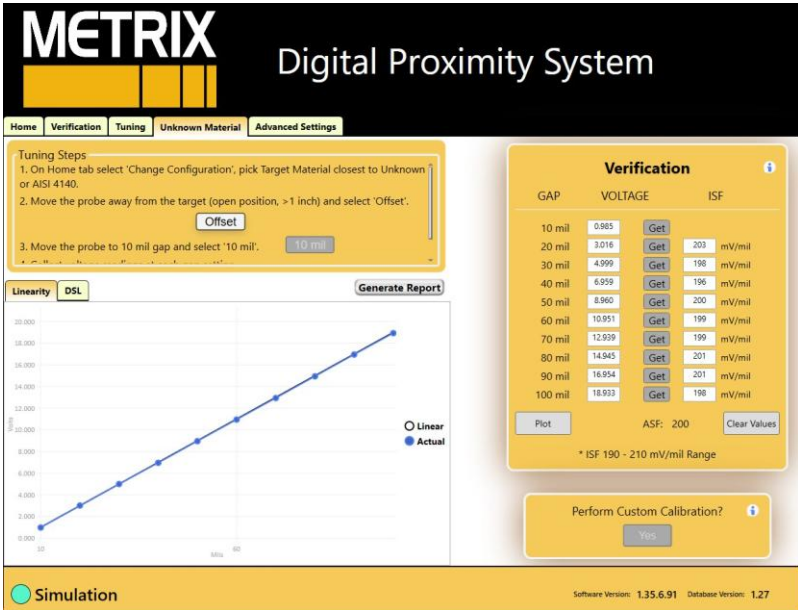 METRIX
Digital Proximity System
Home Verification Tuning Unknown Material Advanced Settings
Tuning Steps
1. On Home tab select 'Change Configuration', pick Target Material closest to Unknown
or AISI 4140.
2. Move the probe away from the target (open position, >1 inch) and select 'Offset'.
Offset
3. Move the probe to 10 mil gap and select '10 mil'. 10 mil
Linearity DSL Generate Report
20.000
18.000
16.000
14.000
12.000
10.000
8.000
6.000
4.000
2.000
0.000
Volts
10 60
Mils
Linear
Actual
Verification
GAP VOLTAGE ISF
10 mil 0.985 Get
20 mil 3.016 Get 203 mV/mil
30 mil 4.999 Get 198 mV/mil
40 mil 6.959 Get 196 mV/mil
50 mil 8.960 Get 200 mV/mil
60 mil 10.951 Get 199 mV/mil
70 mil 12.939 Get 199 mV/mil
80 mil 14.945 Get 201 mV/mil
90 mil 16.954 Get 201 mV/mil
100 mil 18.933 Get 198 mV/mil
Plot ASF: 200 Clear Values
* ISF 190 - 210 mV/mil Range
Perform Custom Calibration?
Yes
Simulation
Software Version: 1.35.6.91 Database Version: 1.27